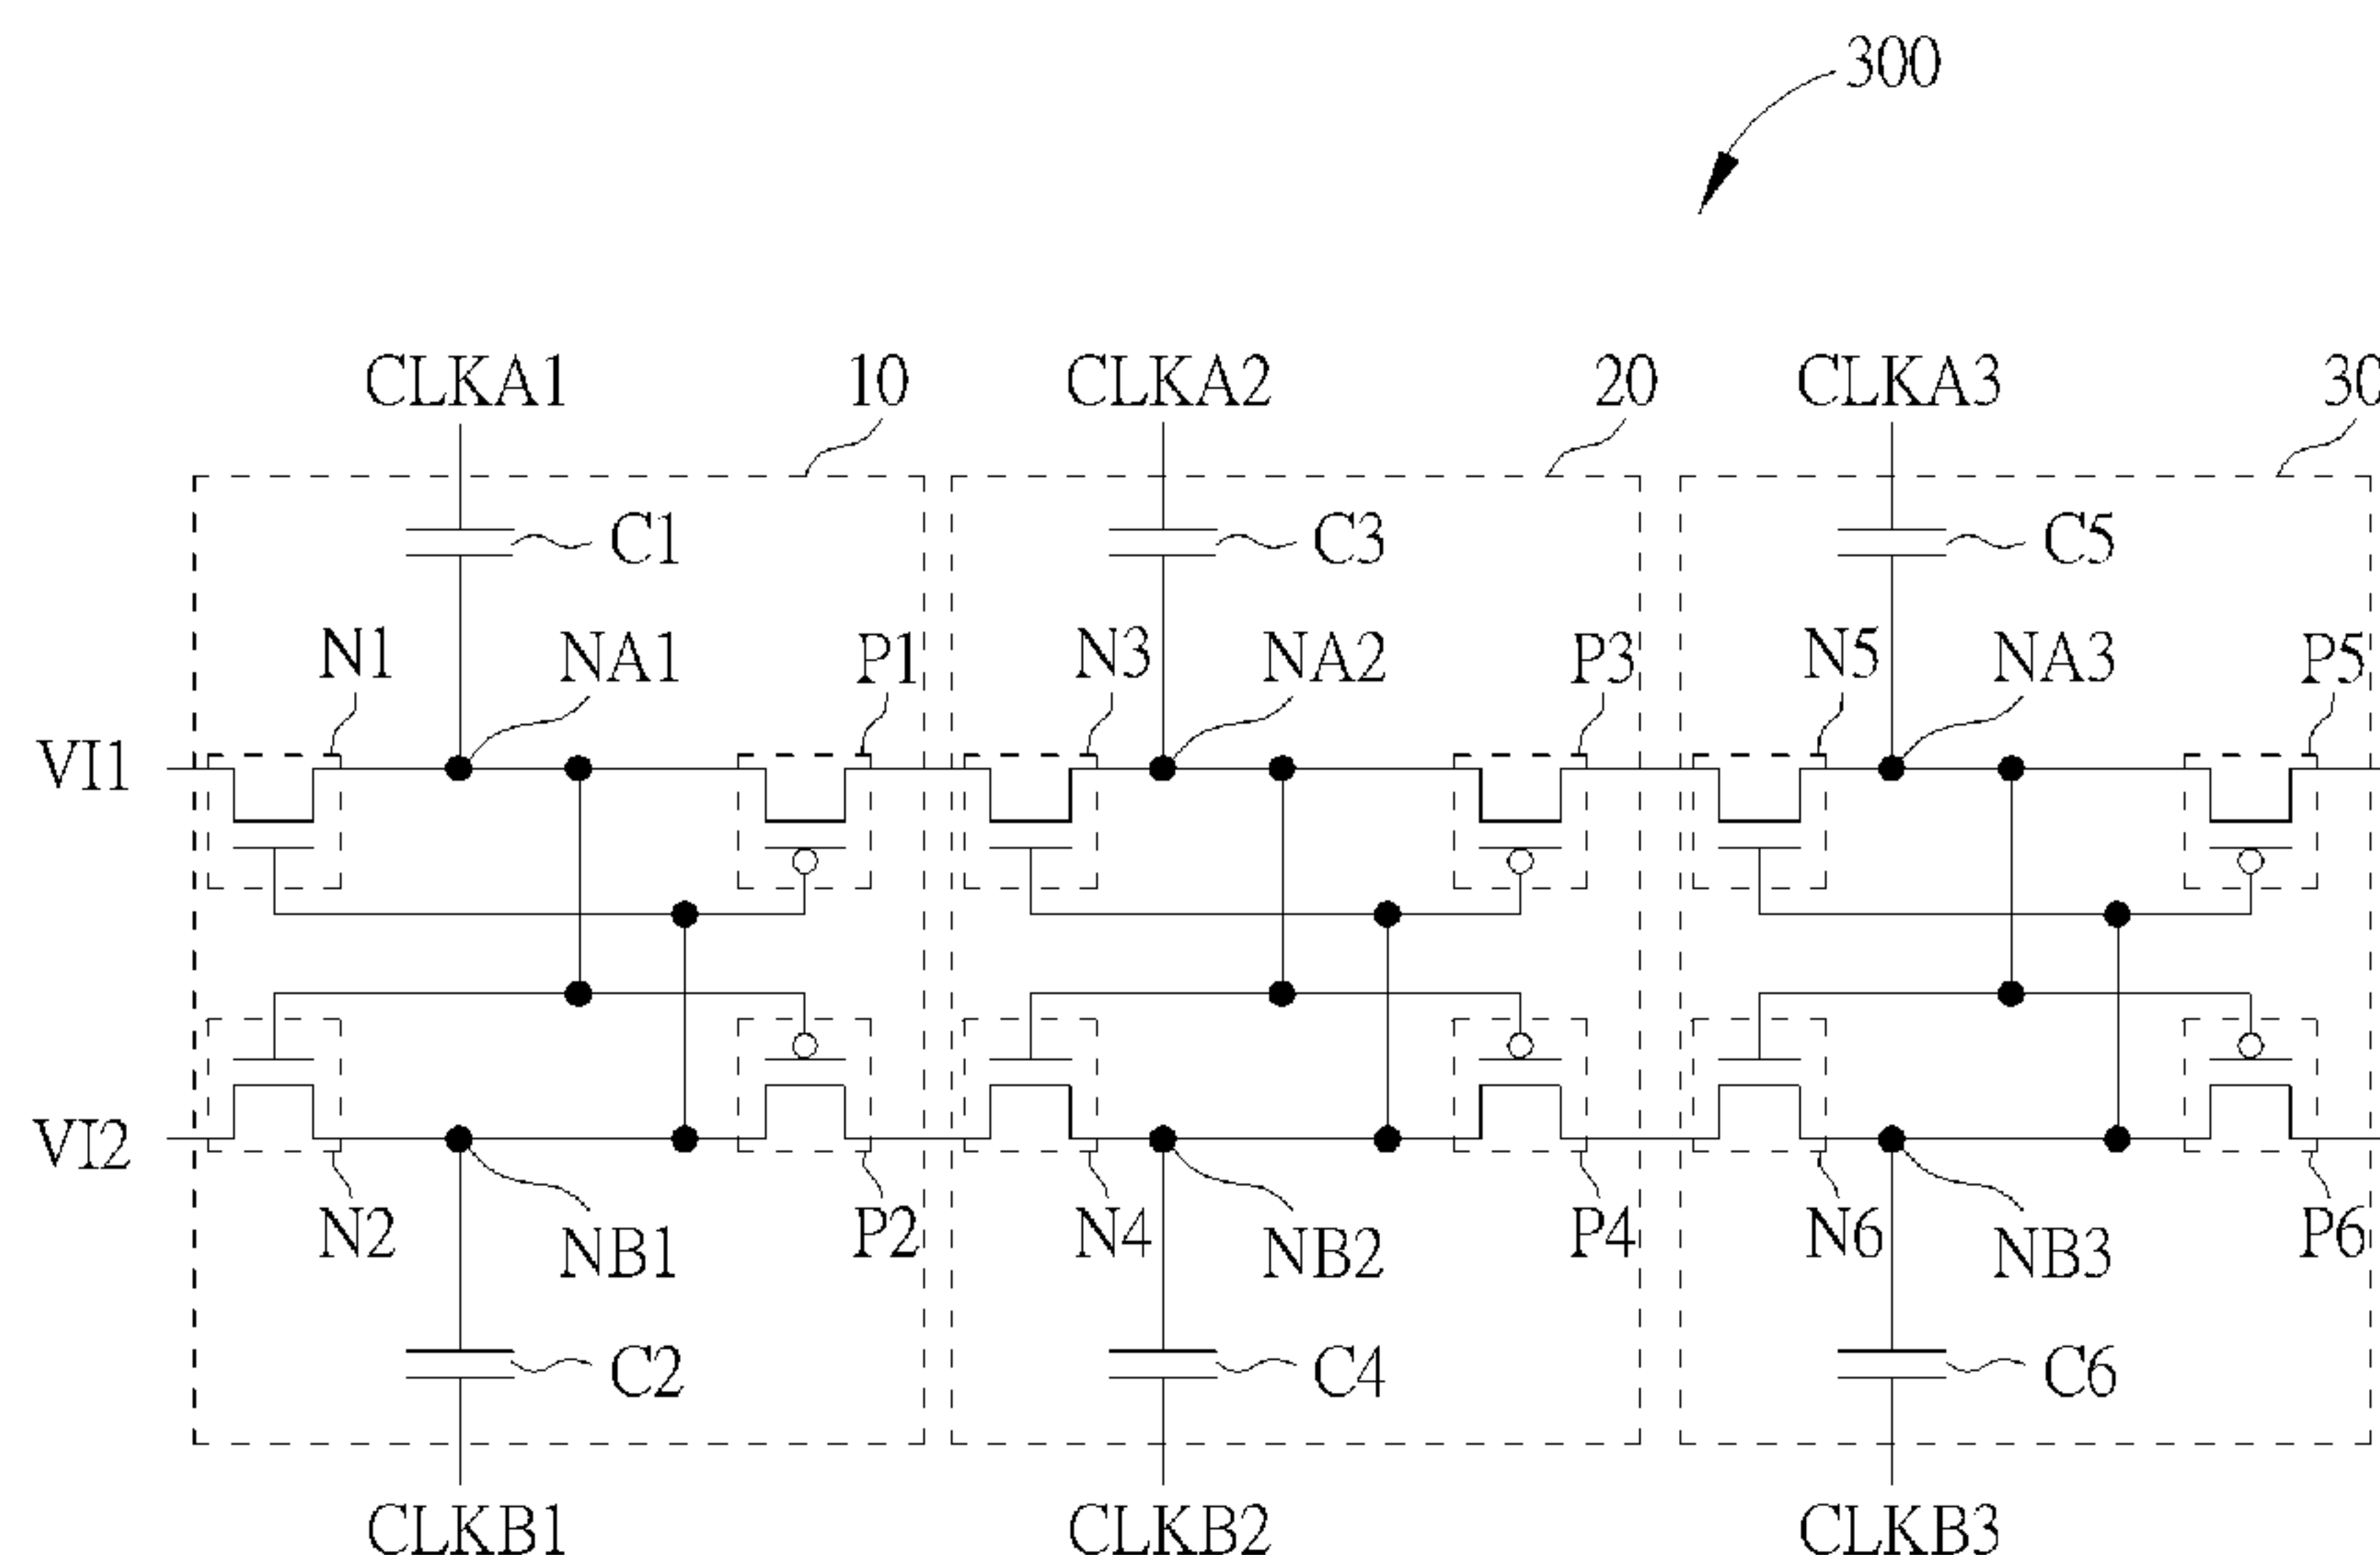 300
CLKA1 10 CLKA2 20 CLKA3 30
C1 C3 C5
N1 NA1 P1 N3 NA2 P3 N5 NA3 P5
VI1
VI2
N2 NB1 P2 N4 NB2 P4 N6 NB3 P6
C2 C4 C6
CLKB1 CLKB2 CLKB3